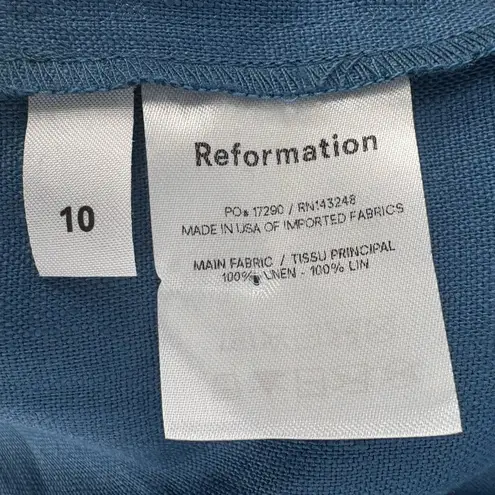 10
Reformation
PO# 17290 / RN143248
MADE IN USA OF IMPORTED FABRICS
MAIN FABRIC / TISSU PRINCIPAL
100% LINEN - 100% LIN